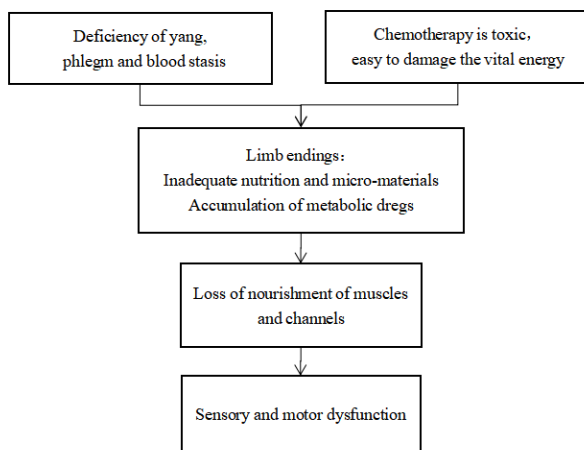 Deficiency of yang,
phlegm and blood stasis
Chemotherapy is toxic,
easy to damage the vital energy
Limb endings：
Inadequate nutrition and micro-materials
Accumulation of metabolic dregs
Loss of nourishment of muscles
and channels
Sensory and motor dysfunction